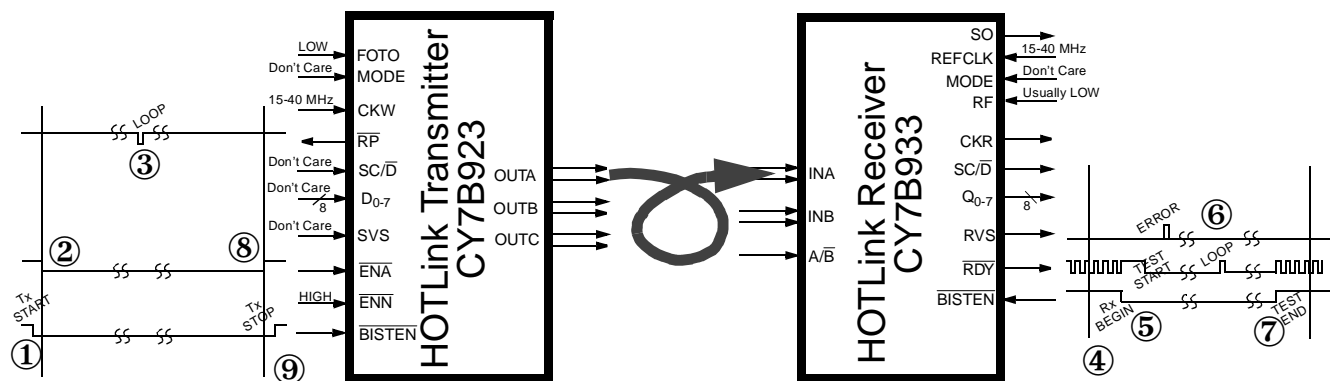 LOW
FOTO
Don't Care
MODE
15-40 MHz
CKW
LOOP
③
RP
Don't Care
SC/D
Don't Care
8
D0-7
Don't Care
SVS
②
⑧
ENA
Tx
START
Tx
STOP
HIGH
ENN
BISTEN
①
⑨
HOTLink Transmitter
CY7B923
OUTA
OUTB
OUTC
INA
INB
A/B
HOTLink Receiver
CY7B933
SO
REFCLK
15-40 MHz
MODE
Don't Care
RF
Usually LOW
CKR
SC/D
Q0-7
8
RVS
RDY
BISTEN
ERROR
⑥
TEST
START
LOOP
Rx
BEGIN
⑤
④
⑦
TEST
END